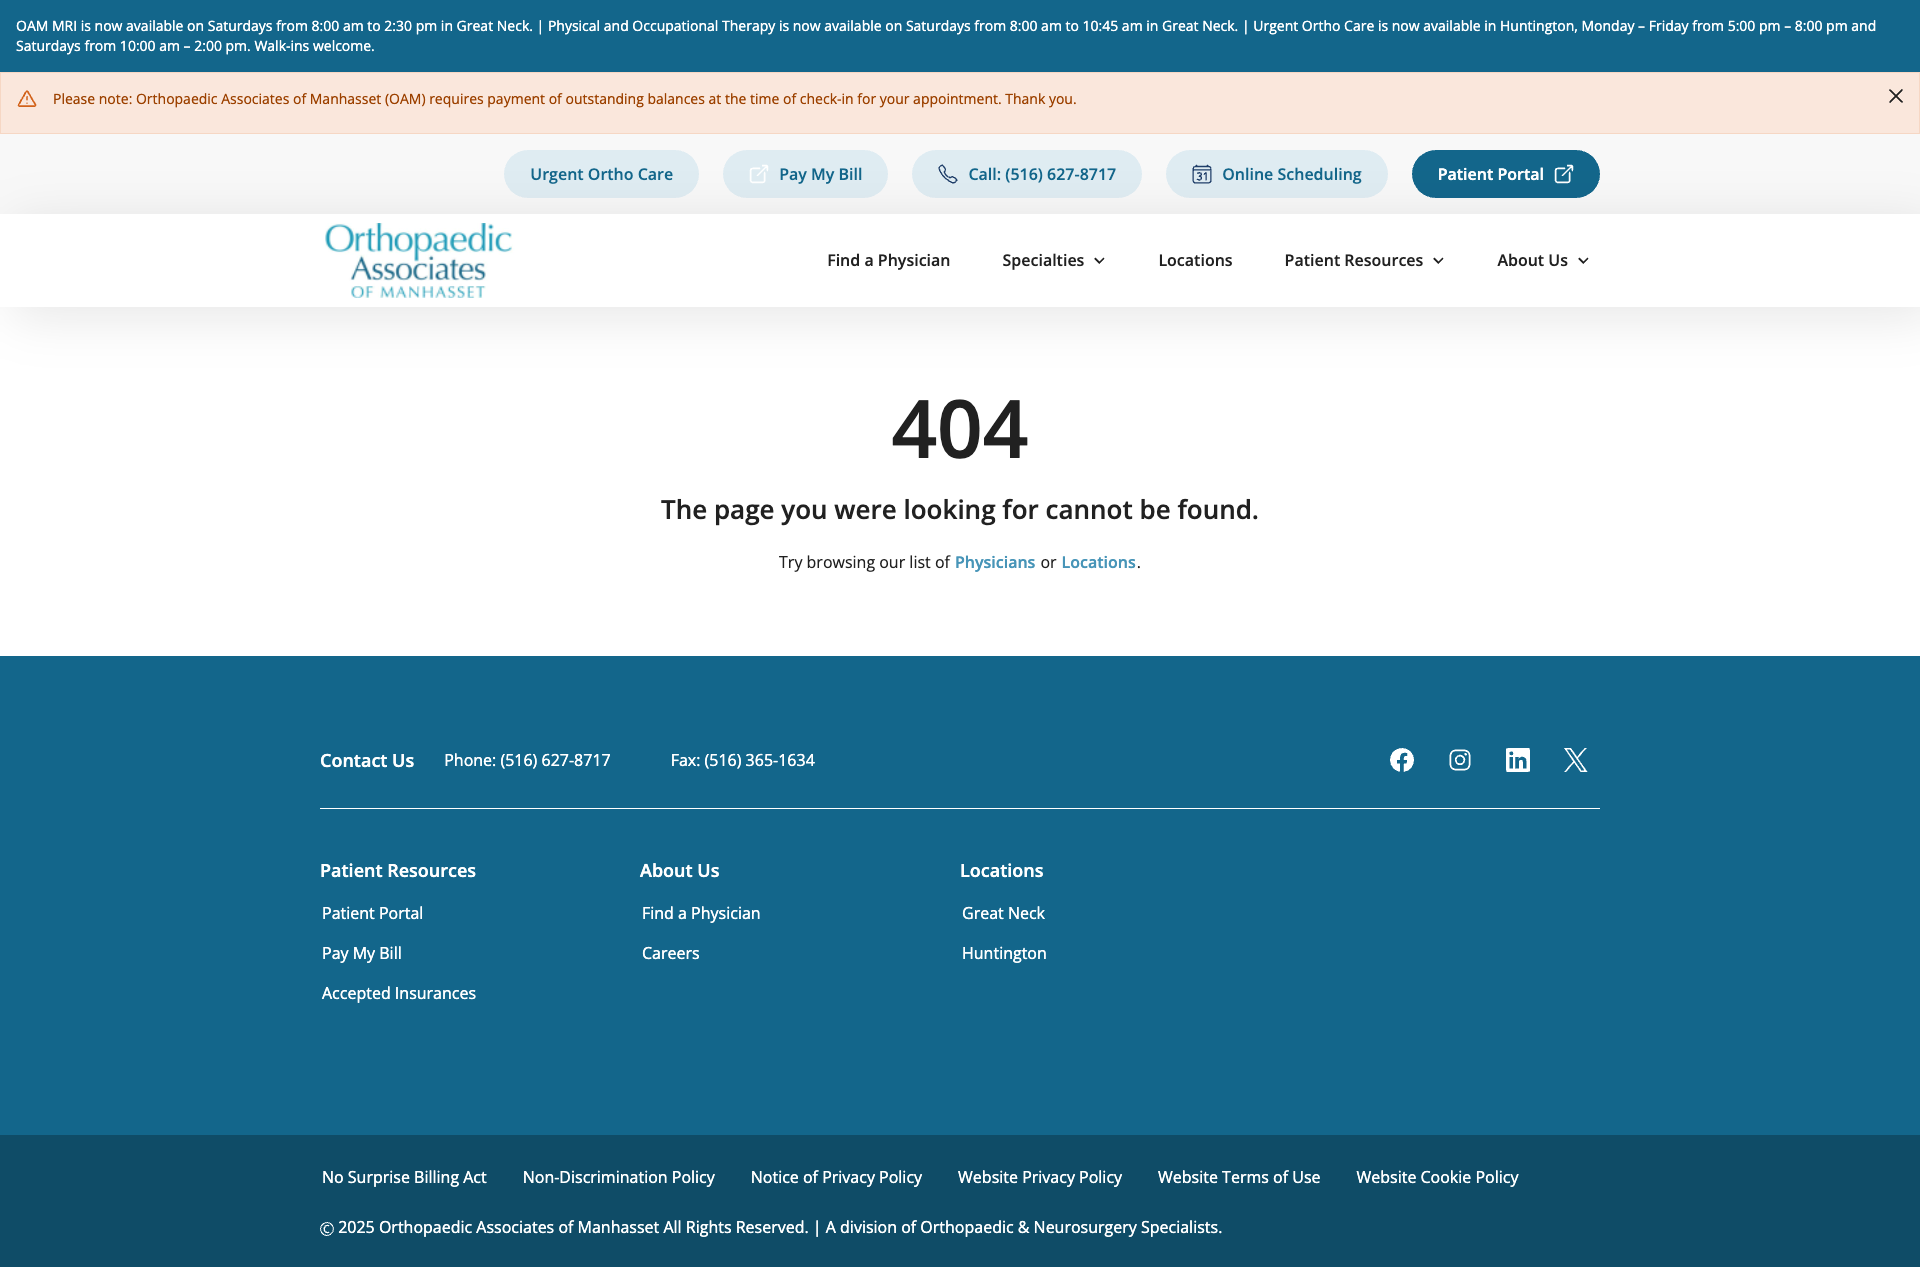 OAM MRI is now available on Saturdays from 8:00 am to 2:30 pm in Great Neck. | Physical and Occupational Therapy is now available on Saturdays from 8:00 am to 10:45 am in Great Neck. | Urgent Ortho Care is now available in Huntington, Monday – Friday from 5:00 pm – 8:00 pm and
Saturdays from 10:00 am – 2:00 pm. Walk-ins welcome.
Please note: Orthopaedic Associates of Manhasset (OAM) requires payment of outstanding balances at the time of check-in for your appointment. Thank you.
Urgent Ortho Care
Pay My Bill
Call: (516) 627-8717
31
Online Scheduling
Patient Portal
Orthopaedic
Associates
OF MANHASSET
Find a Physician
Specialties
Locations
Patient Resources
About Us
404
The page you were looking for cannot be found.
Try browsing our list of Physicians or Locations.
Contact Us
Phone: (516) 627-8717
Fax: (516) 365-1634
Patient Resources
Patient Portal
Pay My Bill
Accepted Insurances
About Us
Find a Physician
Careers
Locations
Great Neck
Huntington
No Surprise Billing Act
Non-Discrimination Policy
Notice of Privacy Policy
Website Privacy Policy
Website Terms of Use
Website Cookie Policy
© 2025 Orthopaedic Associates of Manhasset All Rights Reserved. | A division of Orthopaedic & Neurosurgery Specialists.